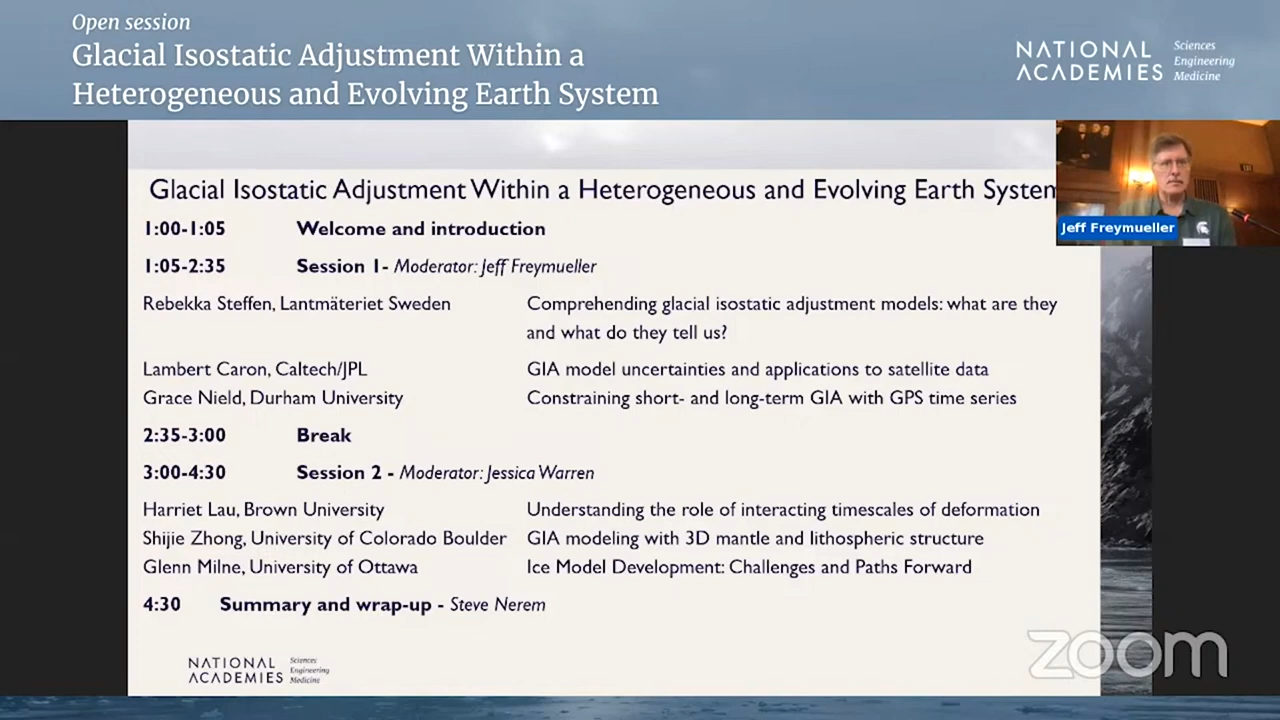 Open session
Glacial Isostatic Adjustment Within a
Heterogeneous and Evolving Earth System
NATIONAL ACADEMIES
Sciences
Engineering
Medicine
Glacial Isostatic Adjustment Within a Heterogeneous and Evolving Earth System
Jeff Freymueller
1:00-1:05 Welcome and introduction
1:05-2:35 Session 1- Moderator: Jeff Freymueller
Rebekka Steffen, Lantmäteriet Sweden Comprehending glacial isostatic adjustment models: what are they
and what do they tell us?
Lambert Caron, Caltech/JPL GIA model uncertainties and applications to satellite data
Grace Nield, Durham University Constraining short- and long-term GIA with GPS time series
2:35-3:00 Break
3:00-4:30 Session 2 - Moderator: Jessica Warren
Harriet Lau, Brown University Understanding the role of interacting timescales of deformation
Shijie Zhong, University of Colorado Boulder GIA modeling with 3D mantle and lithospheric structure
Glenn Milne, University of Ottawa Ice Model Development: Challenges and Paths Forward
4:30 Summary and wrap-up - Steve Nerem
NATIONAL ACADEMIES
Sciences
Engineering
Medicine
zoom